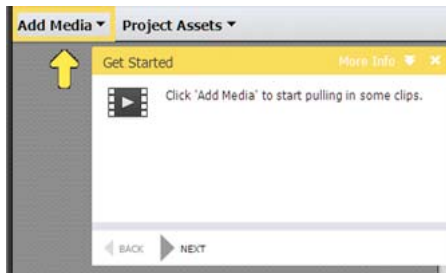 Add Media Project Assets
Get Started More Info
Click 'Add Media' to start pulling in some clips.
BACK NEXT